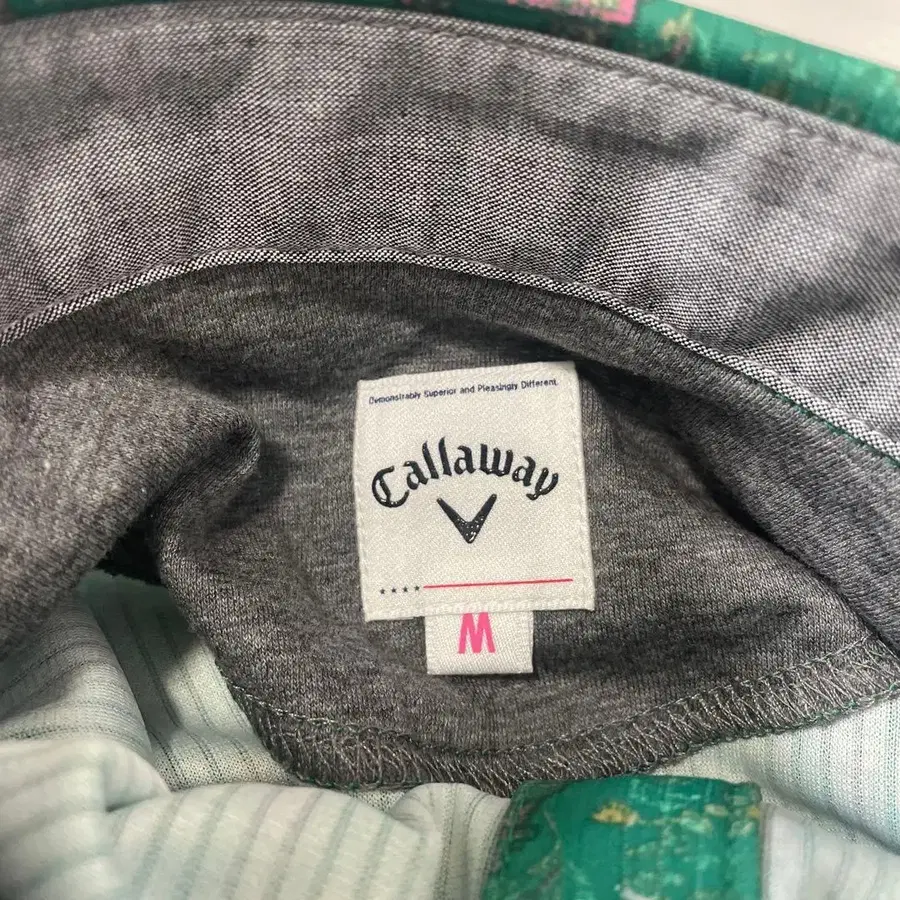 Demonstrably Superior and Pleasingly Different.
Callaway
M